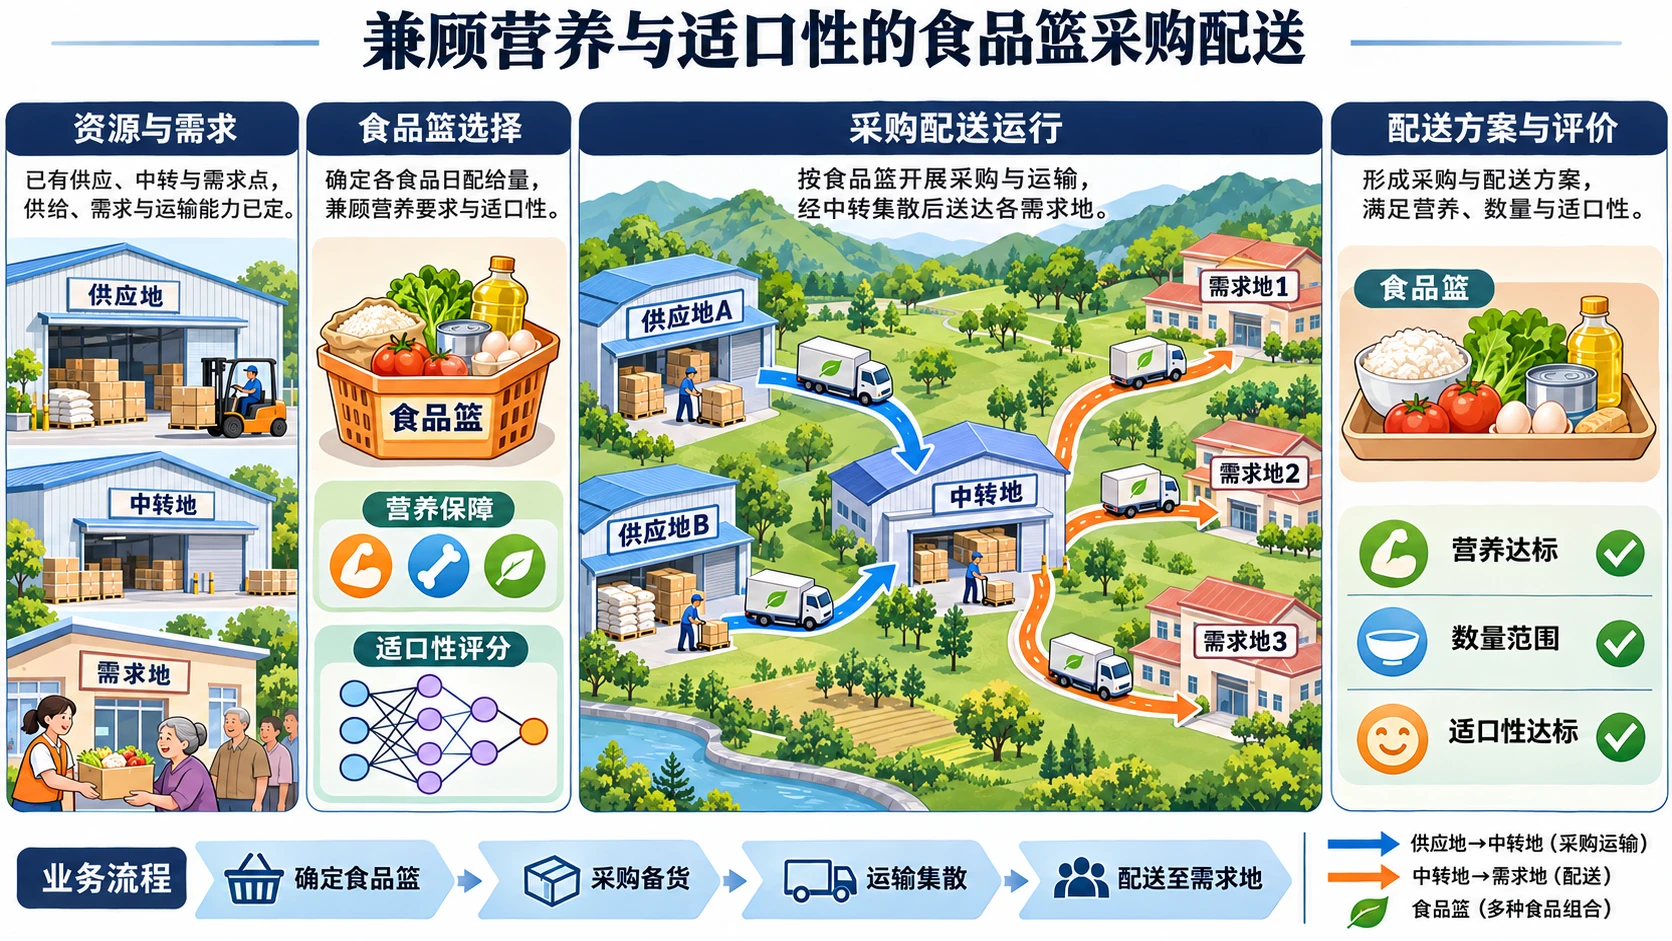 兼顾营养与适口性的食品篮采购配送
资源与需求
已有供应、中转与需求点，
供给、需求与运输能力已定。
供应地
中转地
需求地
食品篮选择
确定各食品日配给量，
兼顾营养要求与适口性。
食品篮
营养保障
适口性评分
采购配送运行
按食品篮开展采购与运输，
经中转集散后送达各需求地。
供应地A
供应地B
中转地
需求地1
需求地2
需求地3
配送方案与评价
形成采购与配送方案，
满足营养、数量与适口性。
食品篮
营养达标
数量范围
适口性达标
业务流程
确定食品篮
采购备货
运输集散
配送至需求地
供应地→中转地（采购运输）
中转地→需求地（配送）
食品篮（多种食品组合）